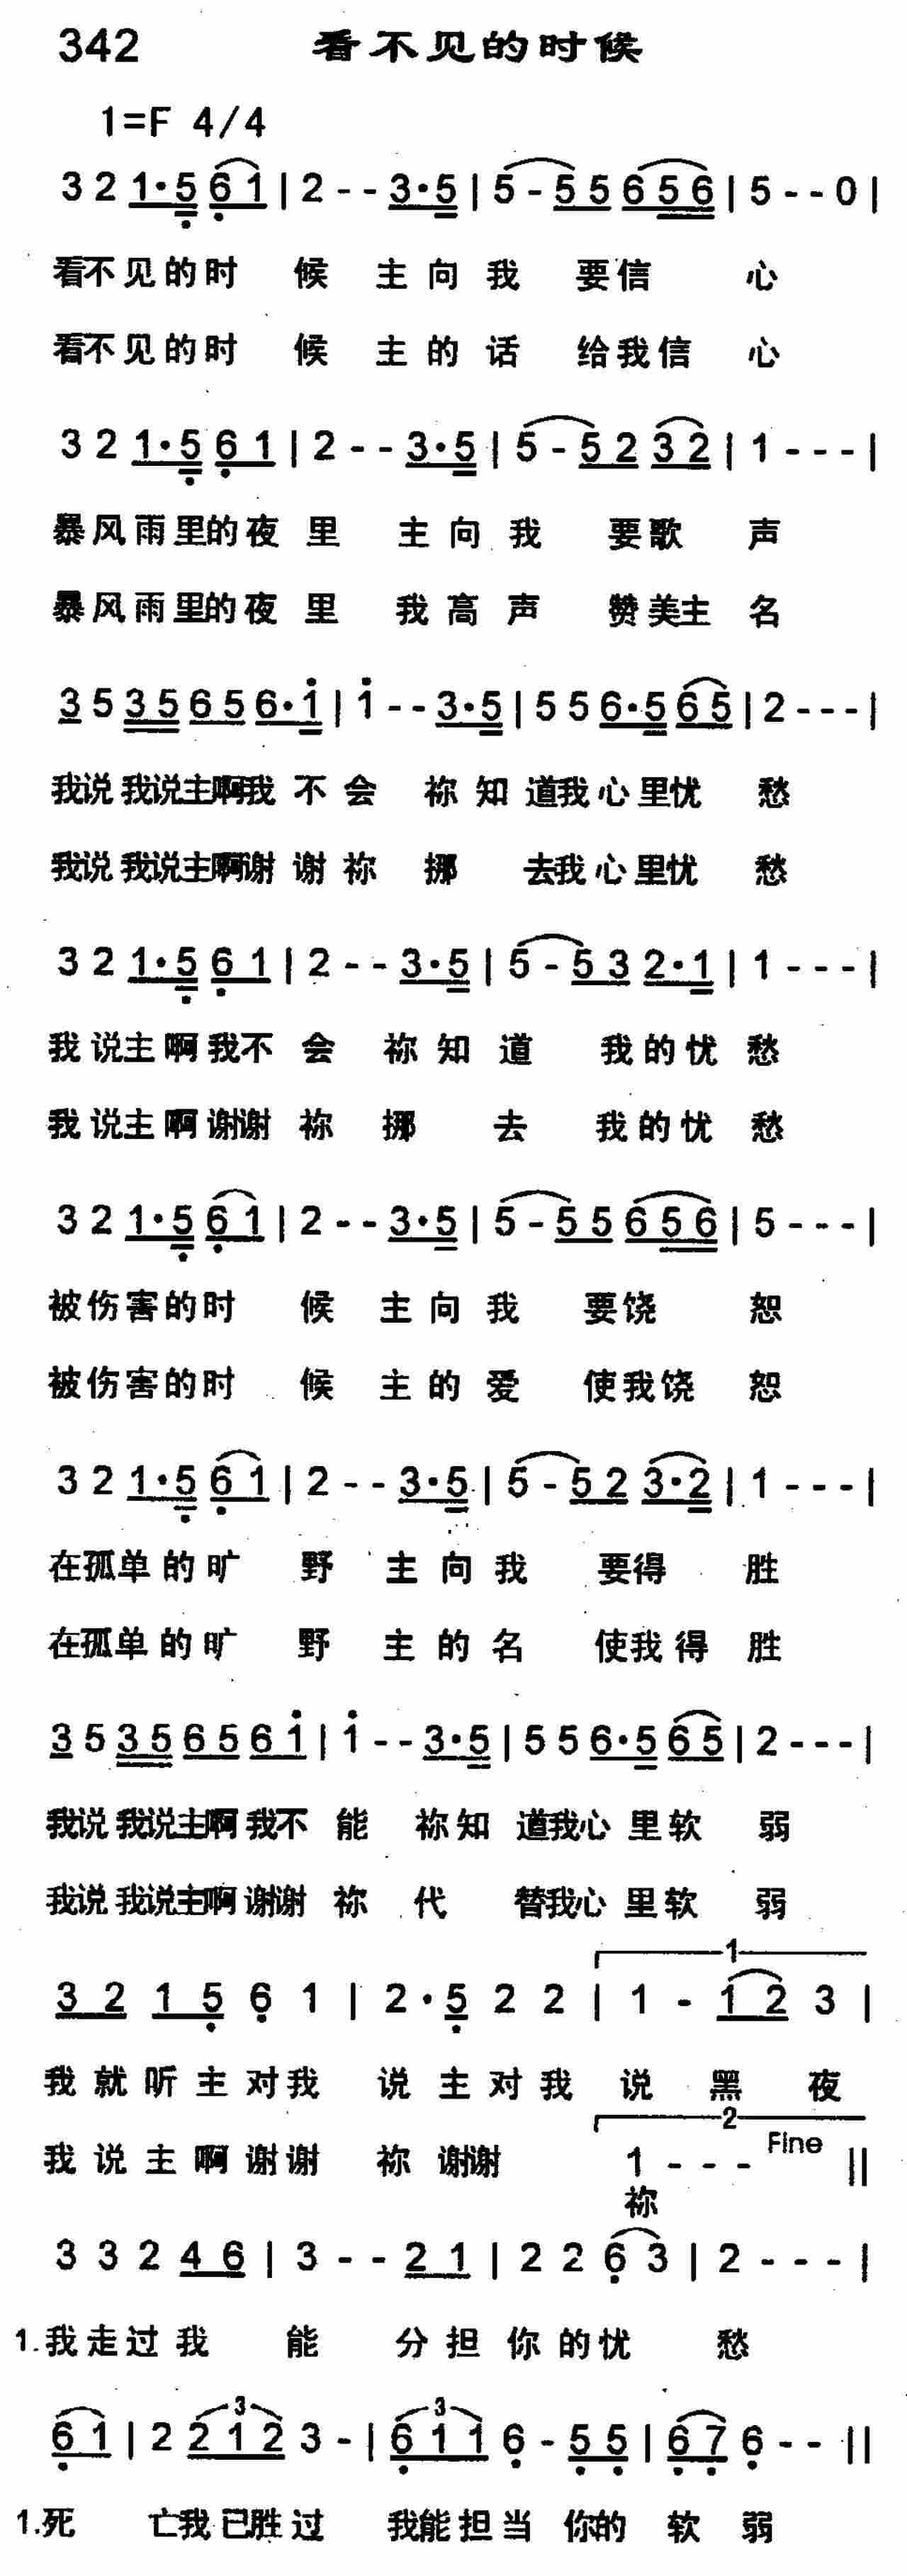 342 看不见的时候
1=F 4/4
3 2 1·5 6 1 | 2 - - 3·5 | 5 - 5 5 6 5 6 | 5 - - 0 |
看不见的时 候 主 向 我 要信 心
看不见的时 候 主 的 话 给我信 心
3 2 1·5 6 1 | 2 - - 3·5 | 5 - 5 2 3 2 | 1 - - - |
暴风雨里的夜 里 主 向 我 要歌 声
暴风雨里的夜 里 我 高 声 赞美主 名
3 5 3 5 6 5 6·1 | 1 - - 3·5 | 5 5 6·5 6 5 | 2 - - - |
我说 我说主啊我 不 会 祢 知 道我心里忧 愁
我说 我说主啊谢 谢 祢 挪 去我心里忧 愁
3 2 1·5 6 1 | 2 - - 3·5 | 5 - 5 3 2·1 | 1 - - - |
我 说主 啊 我不 会 祢 知 道 我的忧 愁
我 说主 啊 谢谢 祢 挪 去 我的忧 愁
3 2 1·5 6 1 | 2 - - 3·5 | 5 - 5 5 6 5 6 | 5 - - - |
被伤害的时 候 主 向 我 要饶 恕
被伤害的时 候 主 的 爱 使我饶 恕
3 2 1·5 6 1 | 2 - - 3·5 | 5 - 5 2 3·2 | 1 - - - |
在孤单的旷 野 主 向 我 要得 胜
在孤单的旷 野 主 的 名 使我得 胜
3 5 3 5 6 5 6 1 | 1 - - 3·5 | 5 5 6·5 6 5 | 2 - - - |
我说 我说主啊 我不 能 祢知 道我心 里软 弱
我说 我说主啊 谢谢 祢 代 替我心 里软 弱
1
3 2 1 5 6 1 | 2·5 2 2 | 1 - 1 2 3 |
我 就 听 主 对我 说 主 对 我 说 黑 夜
2
Fine
我 说 主 啊 谢谢 祢 谢谢 1 - - - ||
祢
3 3 2 4 6 | 3 - - 2 1 | 2 2 6 3 | 2 - - - |
1.我走过我 能 分 担 你 的忧 愁
3 3
6 1 | 2 2 1 2 3 - | 6 1 1 6 - 5 5 | 6 7 6 - - ||
1.死 亡我已胜过 我能担当 你的 软 弱